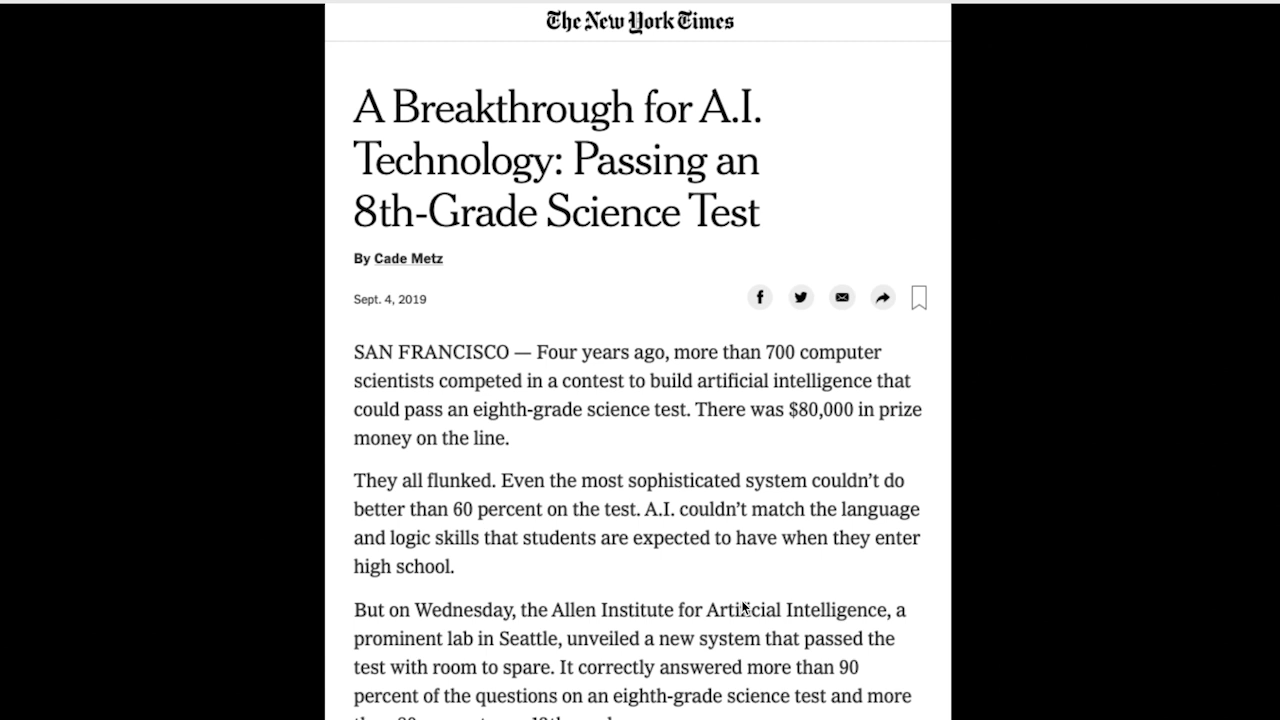 The New York Times
A Breakthrough for A.I.
Technology: Passing an
8th-Grade Science Test
By Cade Metz
Sept. 4, 2019
SAN FRANCISCO — Four years ago, more than 700 computer
scientists competed in a contest to build artificial intelligence that
could pass an eighth-grade science test. There was $80,000 in prize
money on the line.
They all flunked. Even the most sophisticated system couldn't do
better than 60 percent on the test. A.I. couldn't match the language
and logic skills that students are expected to have when they enter
high school.
But on Wednesday, the Allen Institute for Artificial Intelligence, a
prominent lab in Seattle, unveiled a new system that passed the
test with room to spare. It correctly answered more than 90
percent of the questions on an eighth-grade science test and more